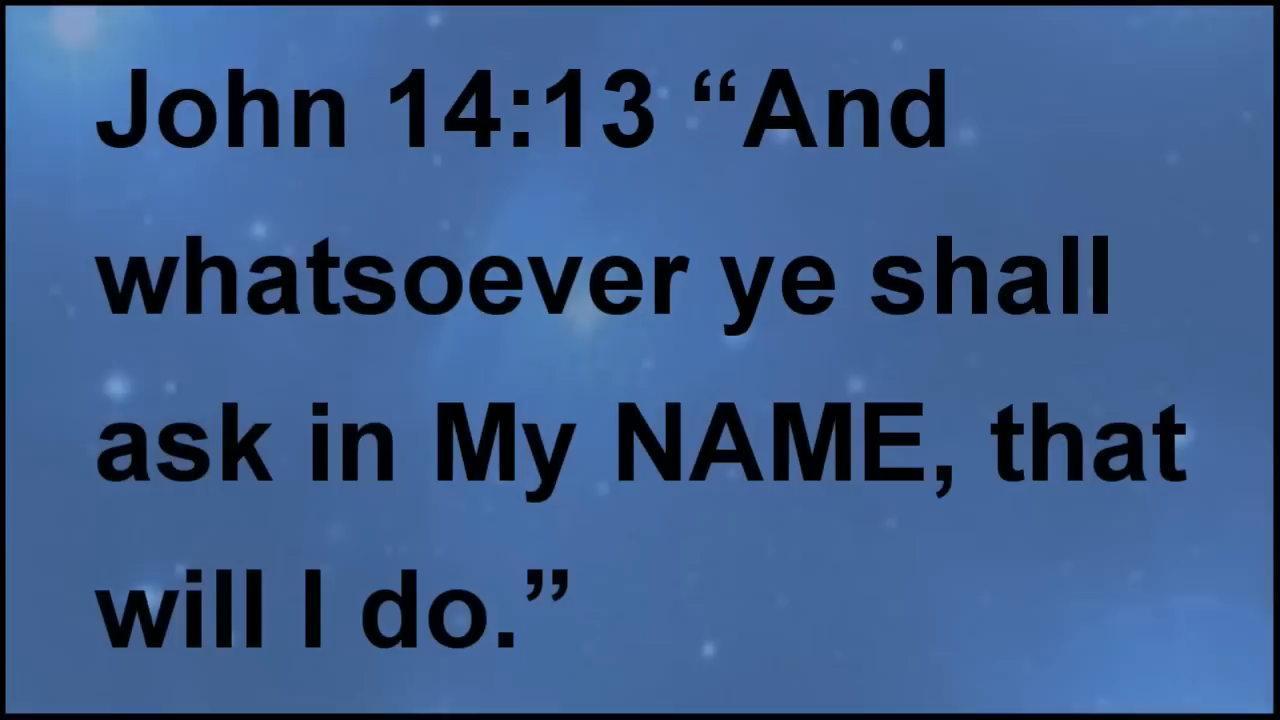 John 14:13 “And
whatsoever ye shall
ask in My NAME, that
will I do.”